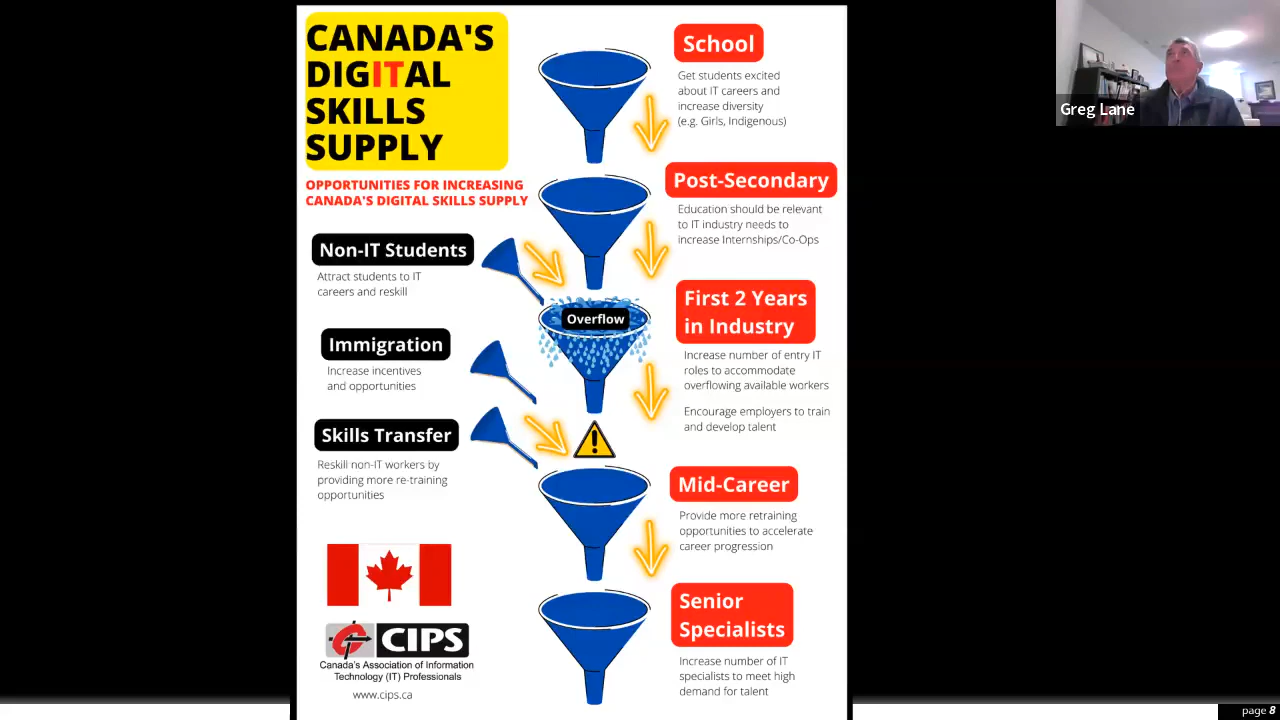 CANADA'S
DIGITAL
SKILLS
SUPPLY
OPPORTUNITIES FOR INCREASING
CANADA'S DIGITAL SKILLS SUPPLY
School
Get students excited
about IT careers and
increase diversity
(e.g. Girls, Indigenous)
Post-Secondary
Education should be relevant
to IT industry needs to
increase Internships/Co-Ops
Non-IT Students
Attract students to IT
careers and reskill
Overflow
First 2 Years
in Industry
Increase number of entry IT
roles to accommodate
overflowing available workers
Encourage employers to train
and develop talent
Immigration
Increase incentives
and opportunities
Skills Transfer
Reskill non-IT workers by
providing more re-training
opportunities
Mid-Career
Provide more retraining
opportunities to accelerate
career progression
Senior
Specialists
Increase number of IT
specialists to meet high
demand for talent
CIPS
Canada's Association of Information
Technology (IT) Professionals
www.cips.ca
Greg Lane
page 8